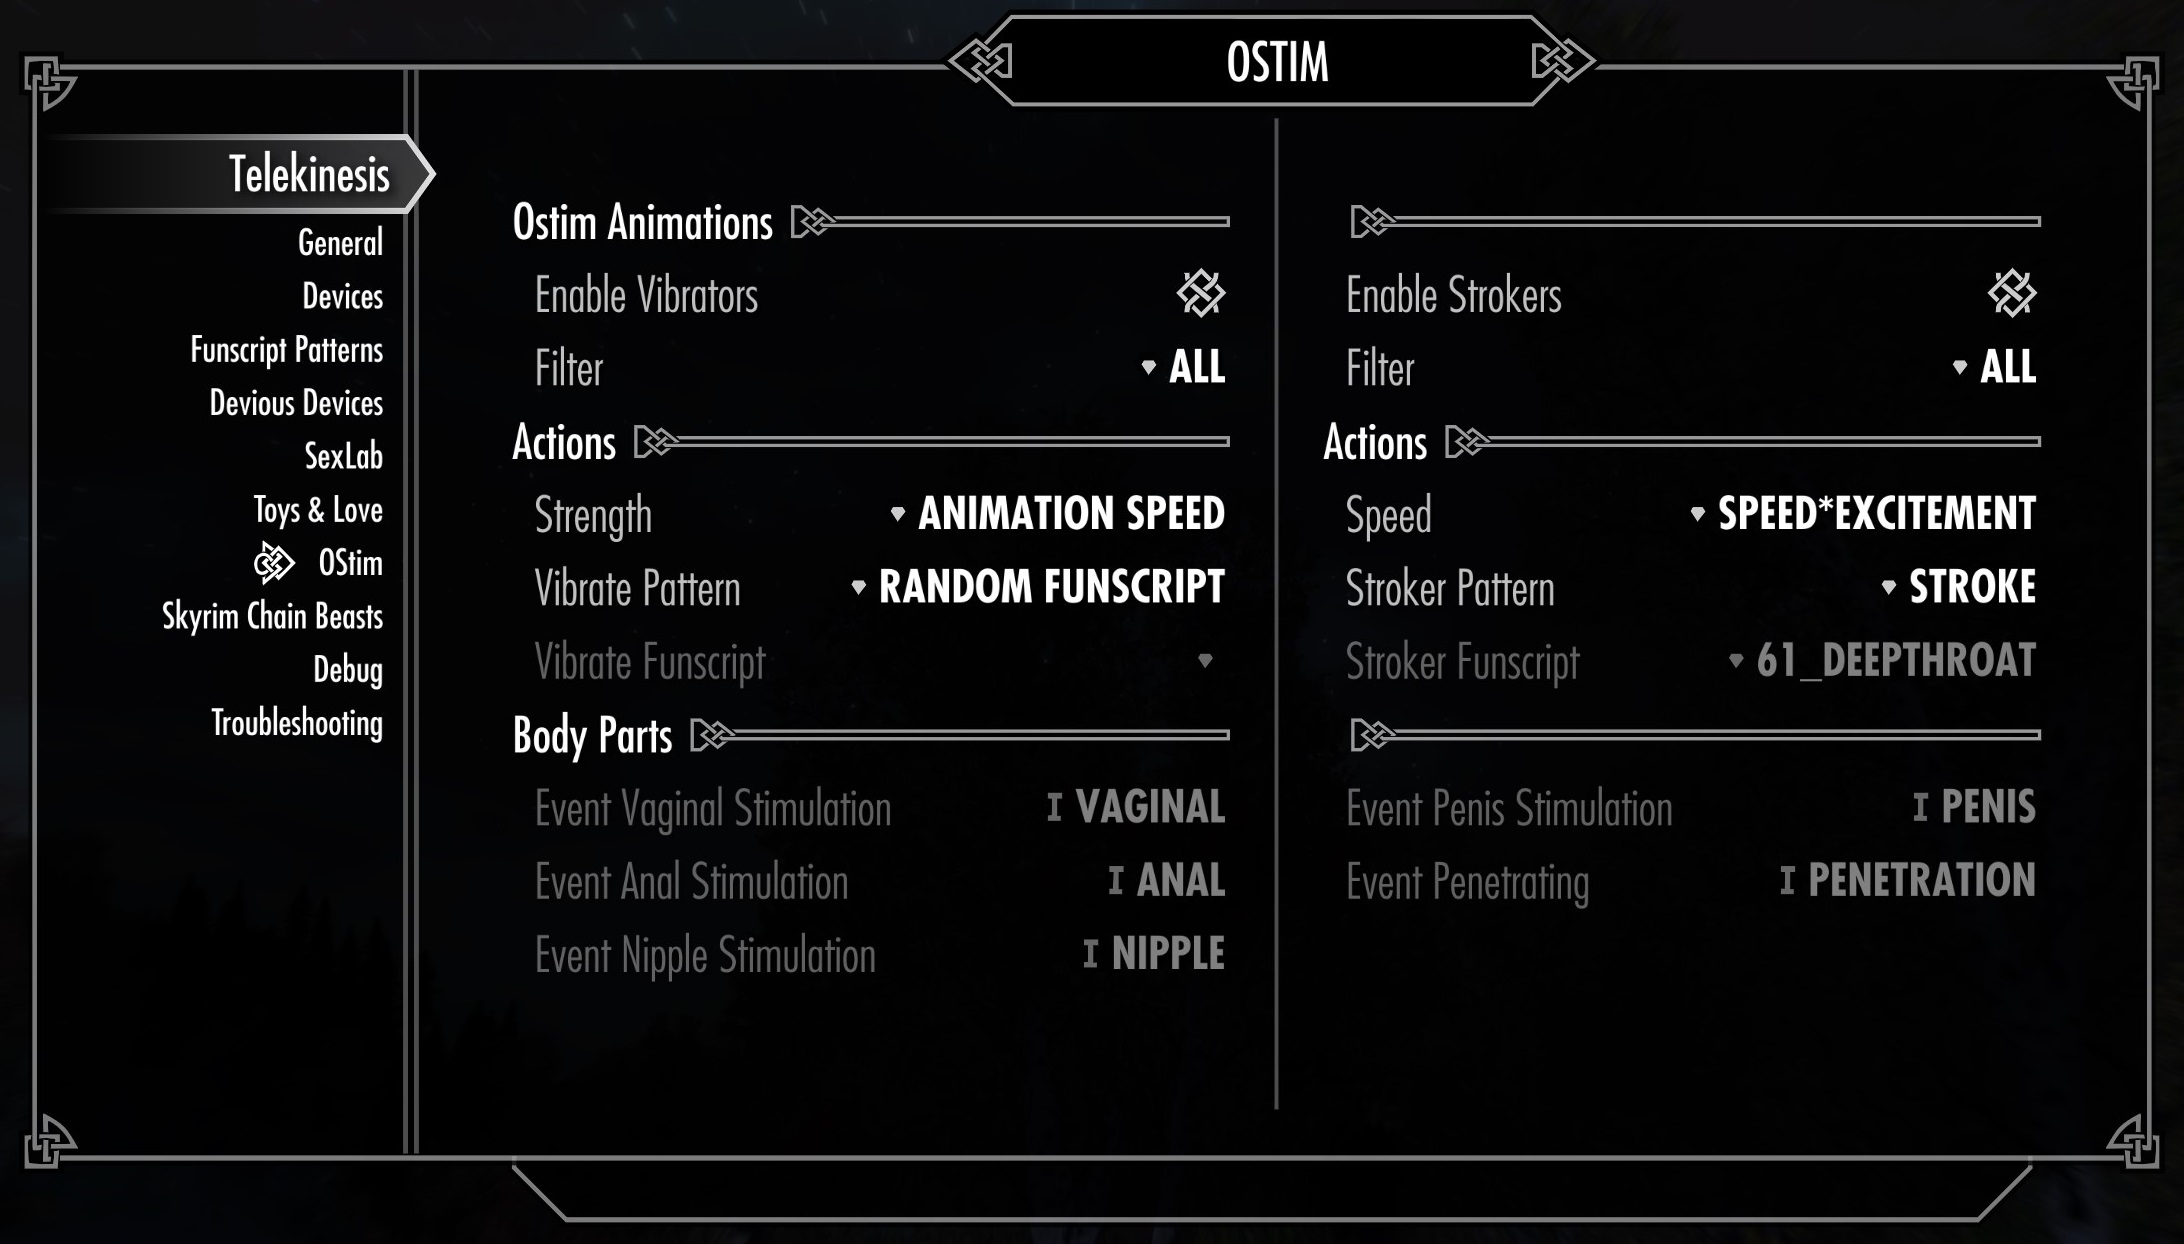 OSTIM
Telekinesis
General
Devices
Funscript Patterns
Devious Devices
SexLab
Toys & Love
OStim
Skyrim Chain Beasts
Debug
Troubleshooting
Ostim Animations
Enable Vibrators
Filter ALL
Actions
Strength ANIMATION SPEED
Vibrate Pattern RANDOM FUNSCRIPT
Vibrate Funscript
Body Parts
Event Vaginal Stimulation I VAGINAL
Event Anal Stimulation I ANAL
Event Nipple Stimulation I NIPPLE
Enable Strokers
Filter ALL
Actions
Speed SPEED*EXCITEMENT
Stroker Pattern STROKE
Stroker Funscript 61_DEEPTHROAT
Event Penis Stimulation I PENIS
Event Penetrating I PENETRATION